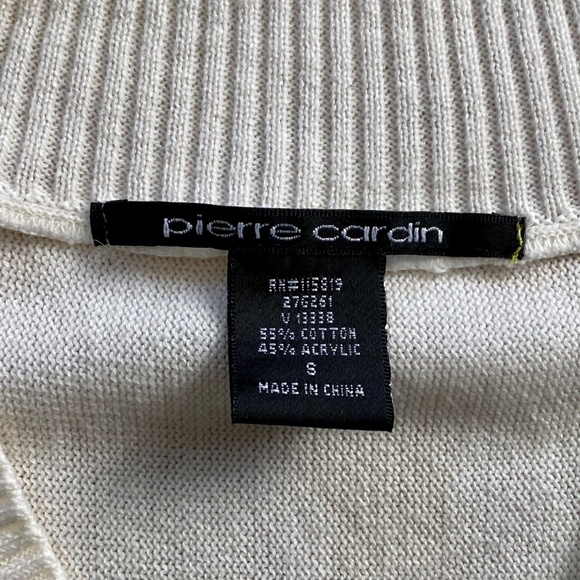 pierre cardin
RN#115819
276261
V 13338
55% COTTON
45% ACRYLIC
S
MADE IN CHINA